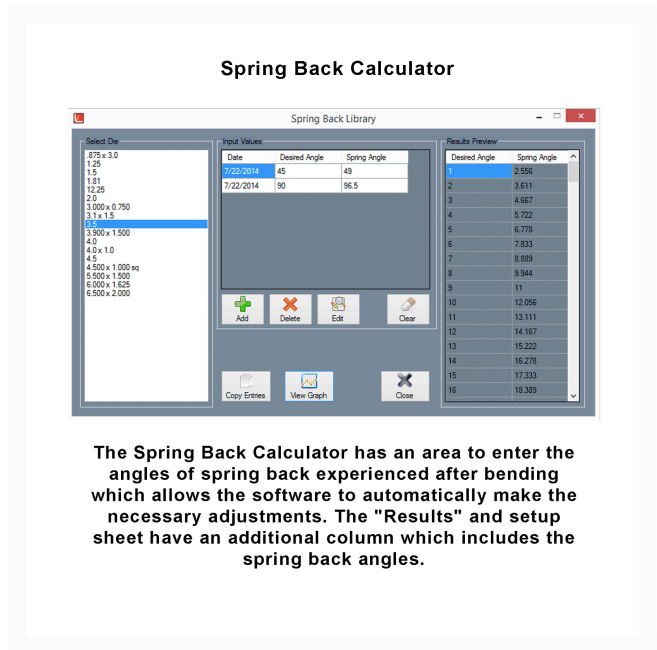 Spring Back Calculator
Spring Back Library
Select Die
.875 x 3.0
1.25
1.5
1.81
12.25
2.0
3.000 x 0.750
3.1 x 1.5
3.5
3.900 x 1.500
4.0
4.0 x 1.0
4.5
4.500 x 1.000 sq
5.500 x 1.500
6.000 x 1.625
6.500 x 2.000
Input Values
Date Desired Angle Spring Angle
7/22/2014 45 49
7/22/2014 90 96.5
Add Delete Edit Clear
Copy Entries View Graph Close
Results Preview
Desired Angle Spring Angle
1 2.556
2 3.611
3 4.667
4 5.722
5 6.778
6 7.833
7 8.889
8 9.944
9 11
10 12.056
11 13.111
12 14.167
13 15.222
14 16.278
15 17.333
16 18.389
The Spring Back Calculator has an area to enter the
angles of spring back experienced after bending
which allows the software to automatically make the
necessary adjustments. The "Results" and setup
sheet have an additional column which includes the
spring back angles.